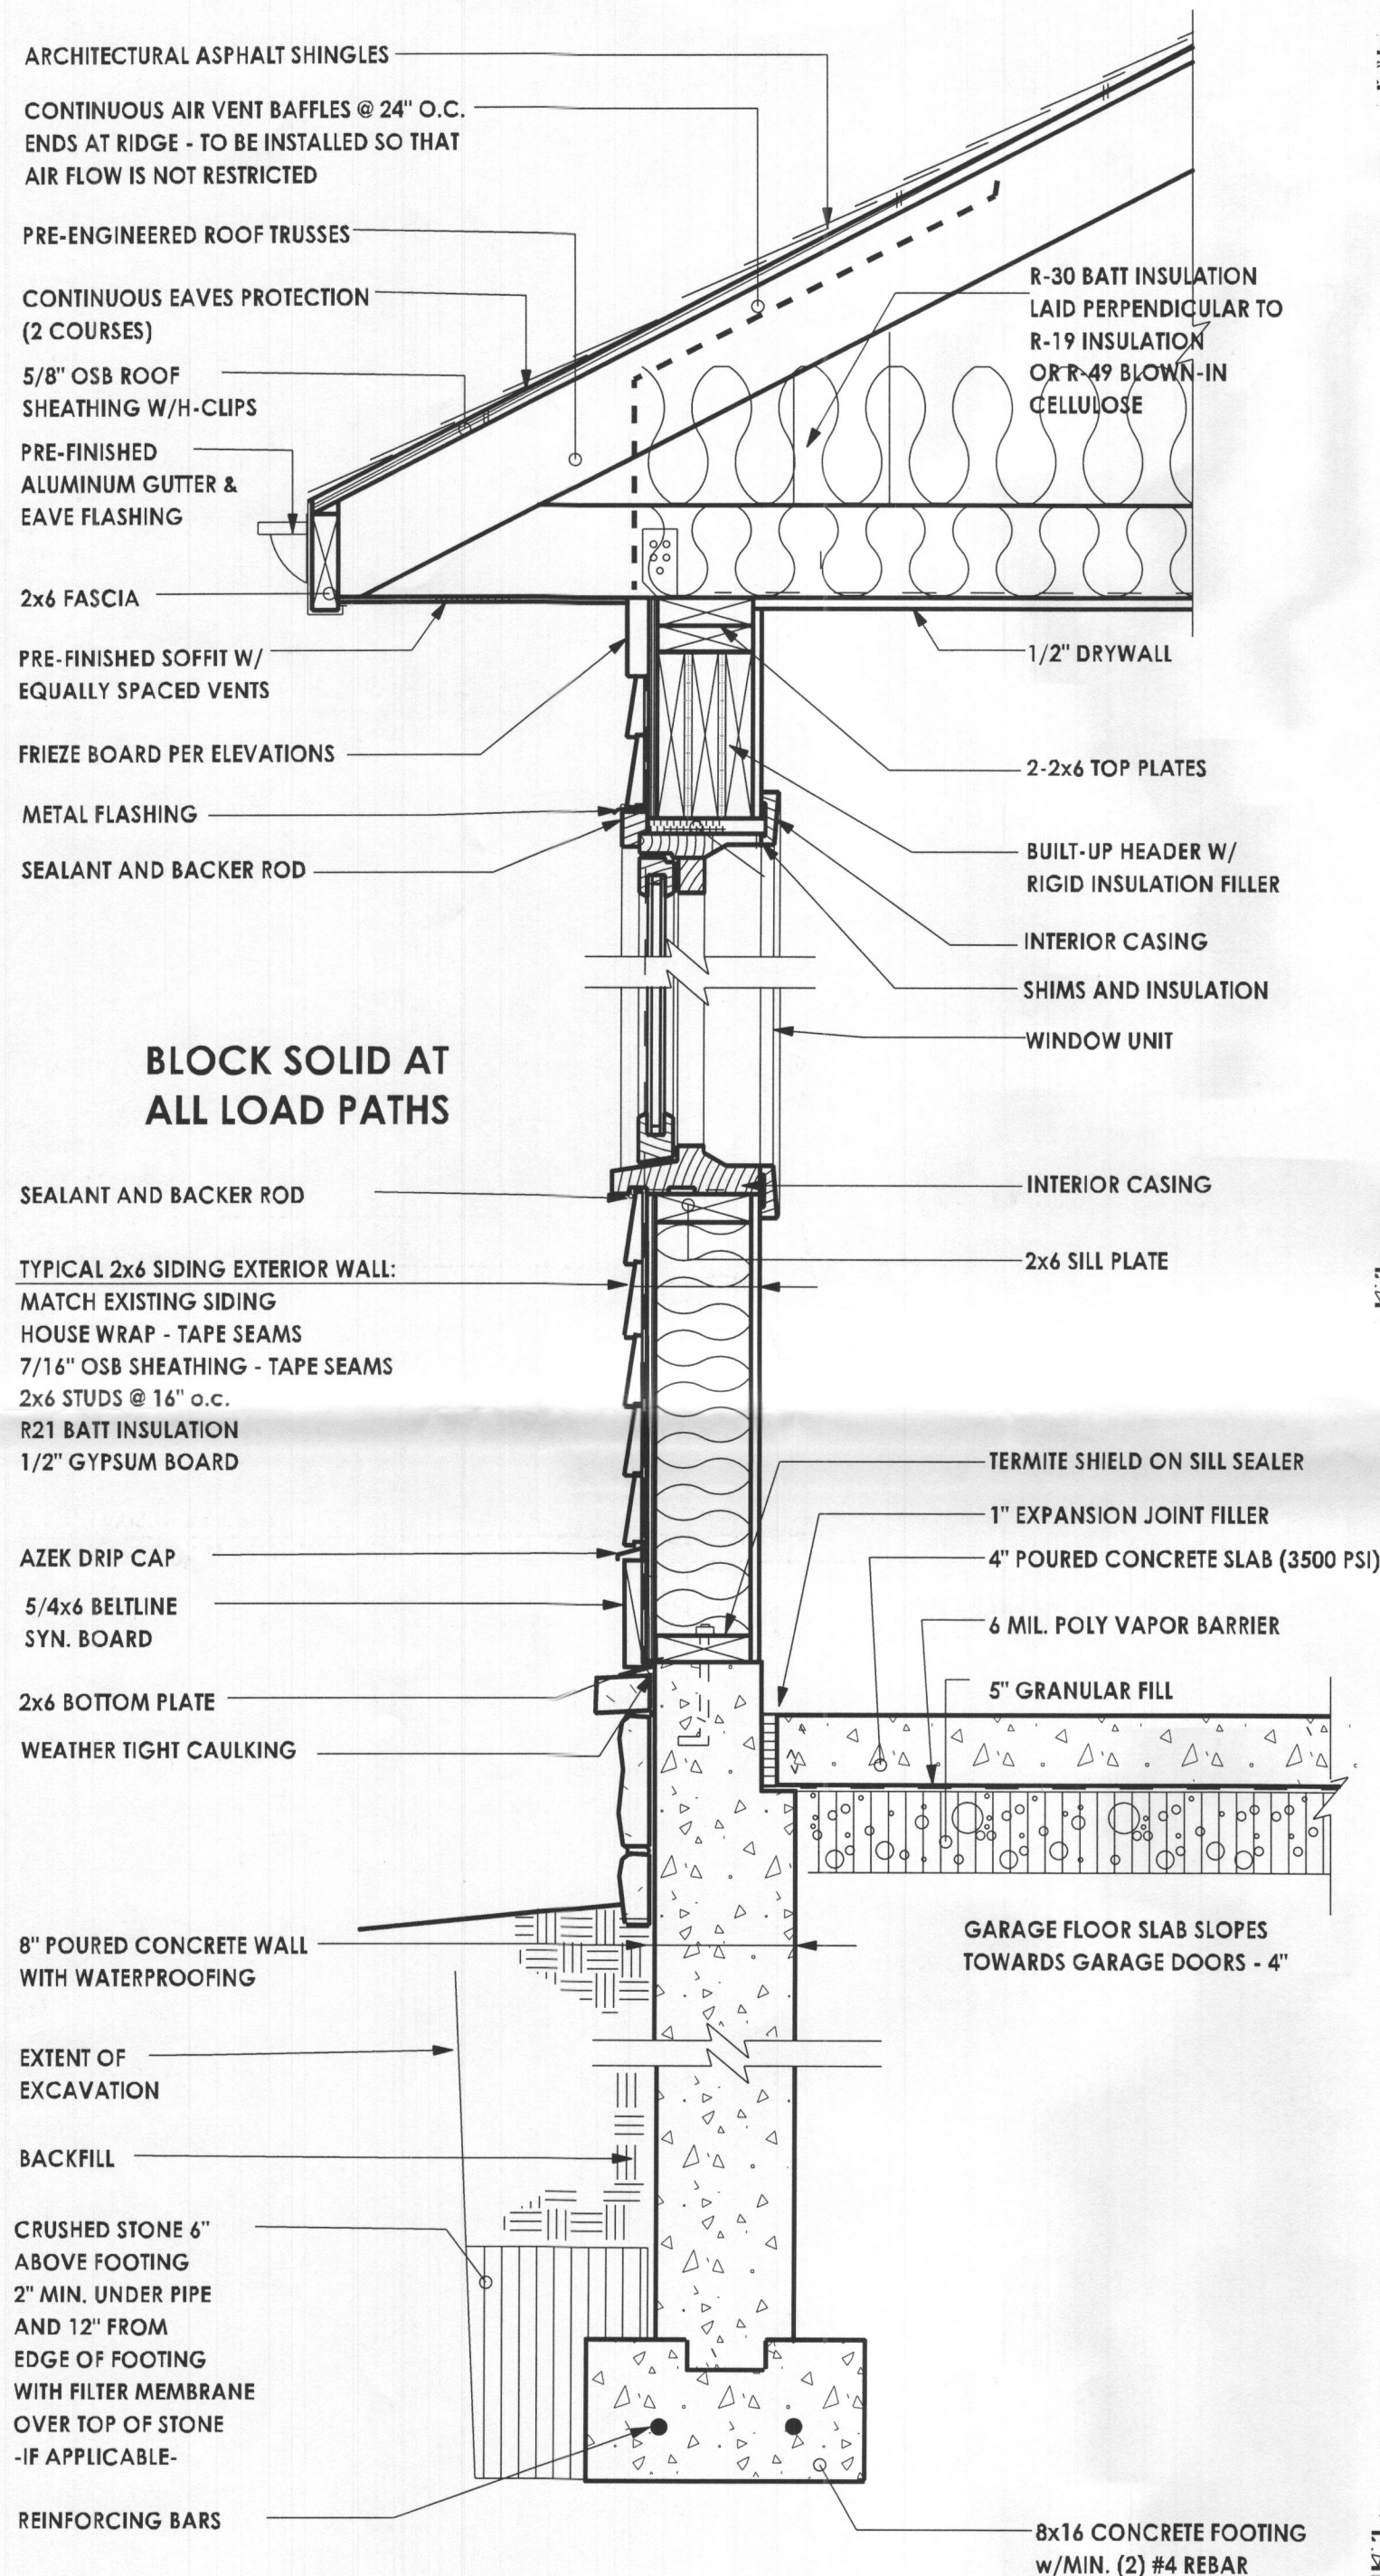 ARCHITECTURAL ASPHALT SHINGLES
CONTINUOUS AIR VENT BAFFLES @ 24" O.C.
ENDS AT RIDGE - TO BE INSTALLED SO THAT
AIR FLOW IS NOT RESTRICTED
PRE-ENGINEERED ROOF TRUSSES
CONTINUOUS EAVES PROTECTION
(2 COURSES)
5/8" OSB ROOF
SHEATHING W/H-CLIPS
PRE-FINISHED
ALUMINUM GUTTER &
EAVE FLASHING
2x6 FASCIA
PRE-FINISHED SOFFIT W/
EQUALLY SPACED VENTS
FRIEZE BOARD PER ELEVATIONS
METAL FLASHING
SEALANT AND BACKER ROD
R-30 BATT INSULATION
LAID PERPENDICULAR TO
R-19 INSULATION
OR R-49 BLOWN-IN
CELLULOSE
1/2" DRYWALL
2-2x6 TOP PLATES
BUILT-UP HEADER W/
RIGID INSULATION FILLER
INTERIOR CASING
SHIMS AND INSULATION
WINDOW UNIT
BLOCK SOLID AT
ALL LOAD PATHS
SEALANT AND BACKER ROD
INTERIOR CASING
2x6 SILL PLATE
TYPICAL 2x6 SIDING EXTERIOR WALL:
MATCH EXISTING SIDING
HOUSE WRAP - TAPE SEAMS
7/16" OSB SHEATHING - TAPE SEAMS
2x6 STUDS @ 16" o.c.
R21 BATT INSULATION
1/2" GYPSUM BOARD
AZEK DRIP CAP
5/4x6 BELTLINE
SYN. BOARD
2x6 BOTTOM PLATE
WEATHER TIGHT CAULKING
TERMITE SHIELD ON SILL SEALER
1" EXPANSION JOINT FILLER
4" POURED CONCRETE SLAB (3500 PSI)
6 MIL. POLY VAPOR BARRIER
5" GRANULAR FILL
GARAGE FLOOR SLAB SLOPES
TOWARDS GARAGE DOORS - 4"
8" POURED CONCRETE WALL
WITH WATERPROOFING
EXTENT OF
EXCAVATION
BACKFILL
CRUSHED STONE 6"
ABOVE FOOTING
2" MIN. UNDER PIPE
AND 12" FROM
EDGE OF FOOTING
WITH FILTER MEMBRANE
OVER TOP OF STONE
-IF APPLICABLE-
REINFORCING BARS
8x16 CONCRETE FOOTING
w/MIN. (2) #4 REBAR